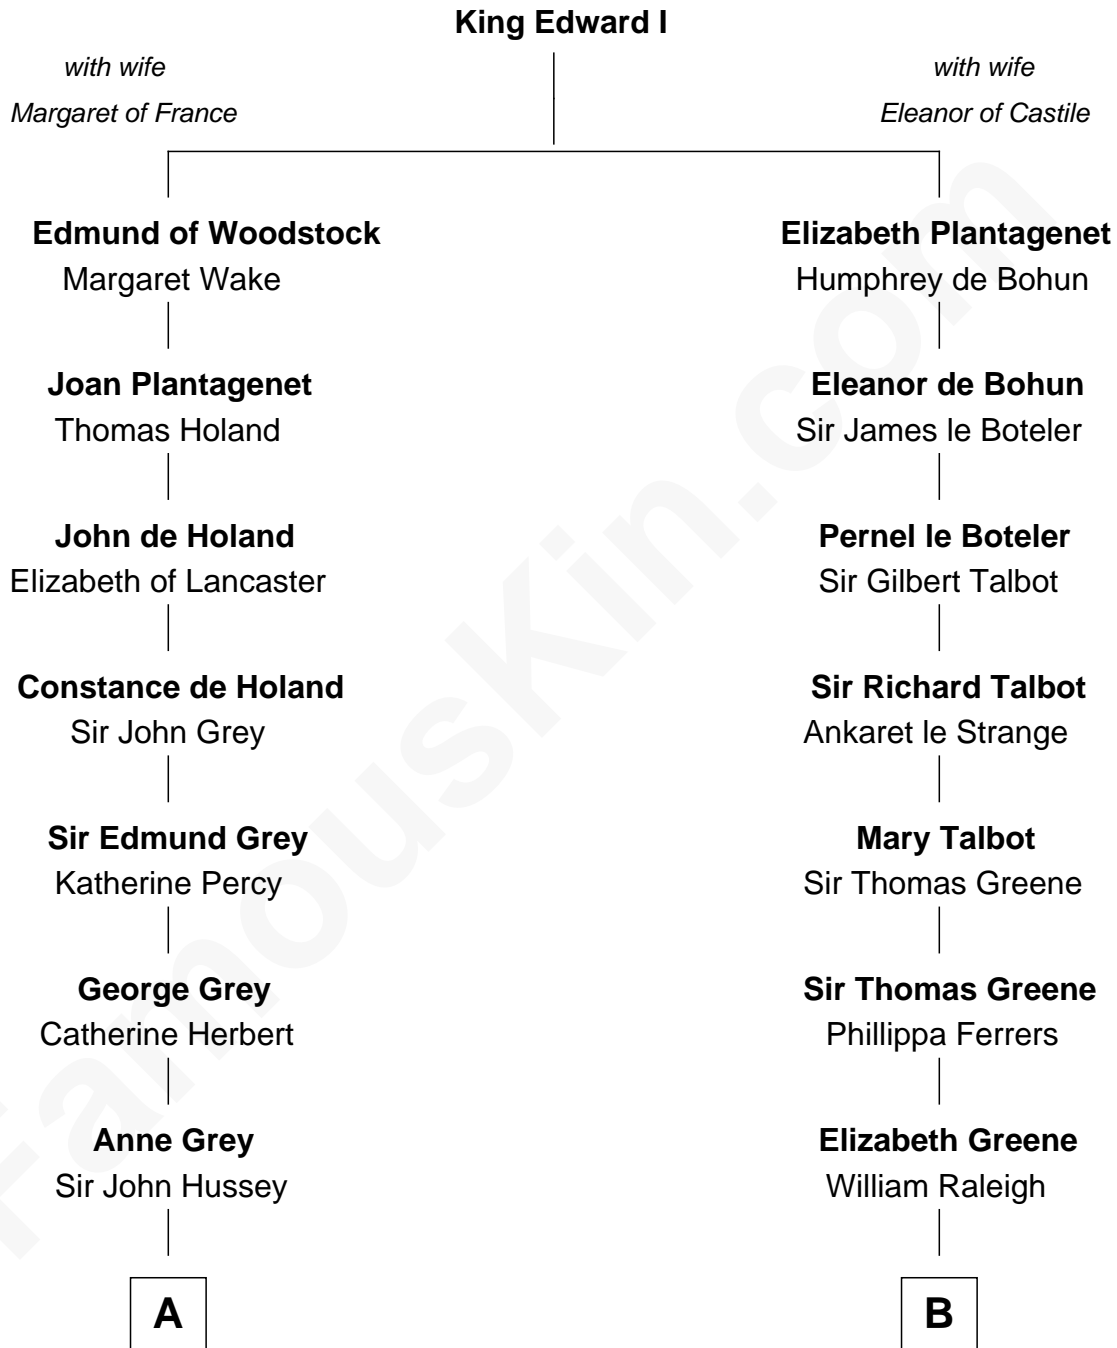 King Edward I
with wife
Margaret of France
with wife
Eleanor of Castile
Edmund of Woodstock
Margaret Wake
Elizabeth Plantagenet
Humphrey de Bohun
Joan Plantagenet
Thomas Holand
Eleanor de Bohun
Sir James le Boteler
John de Holand
Elizabeth of Lancaster
Pernel le Boteler
Sir Gilbert Talbot
Constance de Holand
Sir John Grey
Sir Richard Talbot
Ankaret le Strange
Sir Edmund Grey
Katherine Percy
Mary Talbot
Sir Thomas Greene
George Grey
Catherine Herbert
Sir Thomas Greene
Phillippa Ferrers
Anne Grey
Sir John Hussey
Elizabeth Greene
William Raleigh
A
B
FamousKin.com